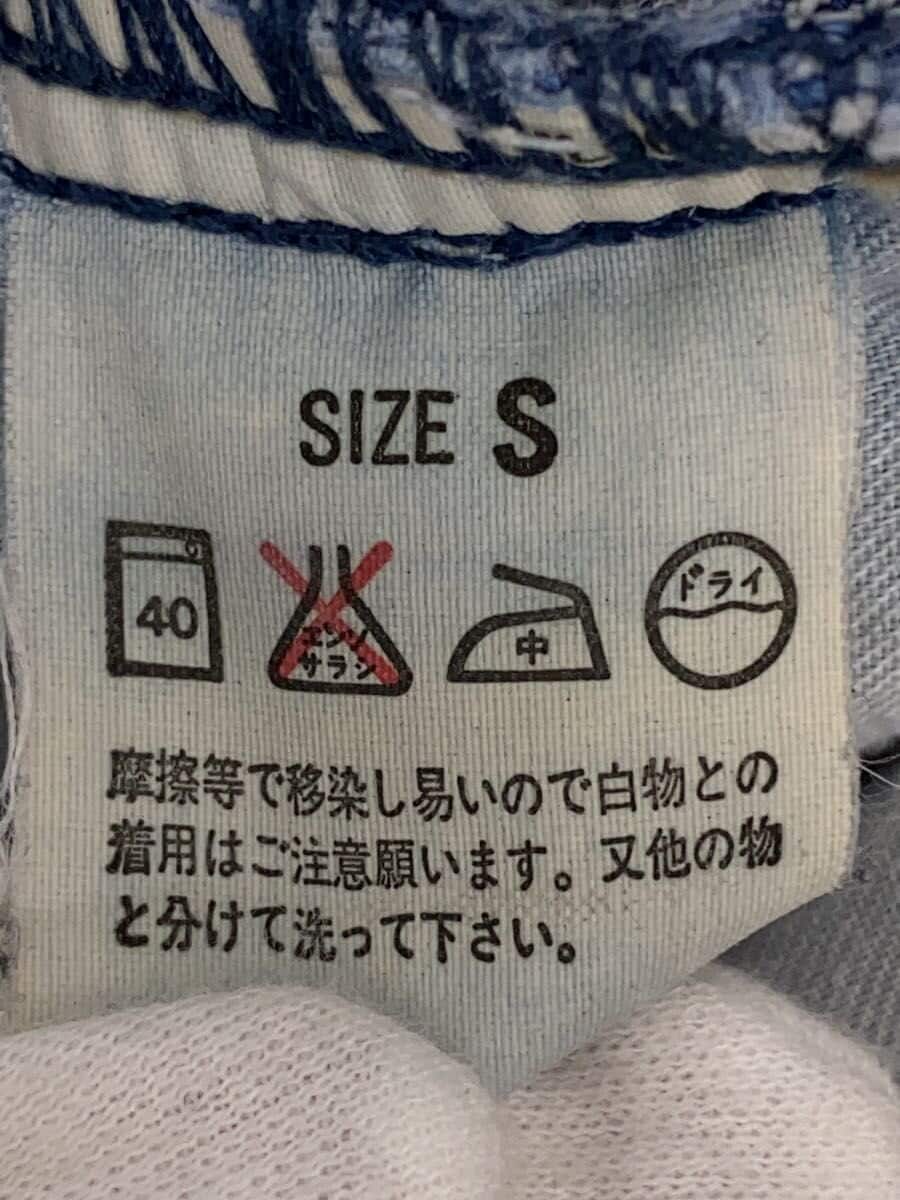 SIZE S
40
エンソ
サラシ
中
ドライ
摩擦等で移染し易いので白物との
着用はご注意願います。又他の物
と分けて洗って下さい。